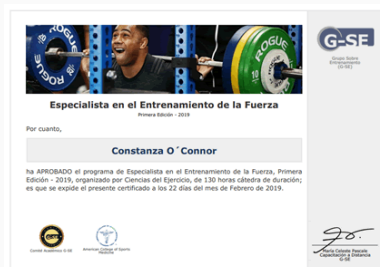 ROGUE
ROGUE
G-SE
Grupo Sobre
Entrenamiento
(G-SE)
Especialista en el Entrenamiento de la Fuerza
Primera Edición - 2019
Por cuanto,
Constanza O´Connor
ha APROBADO el programa de Especialista en el Entrenamiento de la Fuerza, Primera
Edición - 2019, organizado por Ciencias del Ejercicio, de 130 horas cátedra de duración;
es que se expide el presente certificado a los 22 días del mes de Febrero de 2019.
Comité Académico G-SE
American College of Sports
Medicine
María Celeste Pescolo
Capacitación a Distancia
G-SE